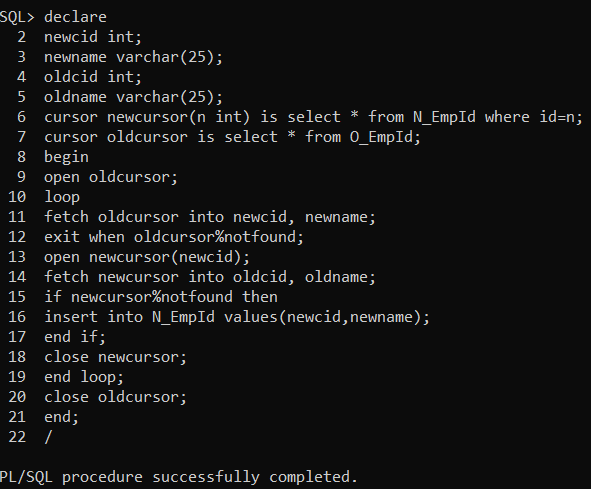 SQL> declare
2 newcid int;
3 newname varchar(25);
4 oldcid int;
5 oldname varchar(25);
6 cursor newcursor(n int) is select * from N_EmpId where id=n;
7 cursor oldcursor is select * from O_EmpId;
8 begin
9 open oldcursor;
10 loop
11 fetch oldcursor into newcid, newname;
12 exit when oldcursor%notfound;
13 open newcursor(newcid);
14 fetch newcursor into oldcid, oldname;
15 if newcursor%notfound then
16 insert into N_EmpId values(newcid,newname);
17 end if;
18 close newcursor;
19 end loop;
20 close oldcursor;
21 end;
22 /
PL/SQL procedure successfully completed.